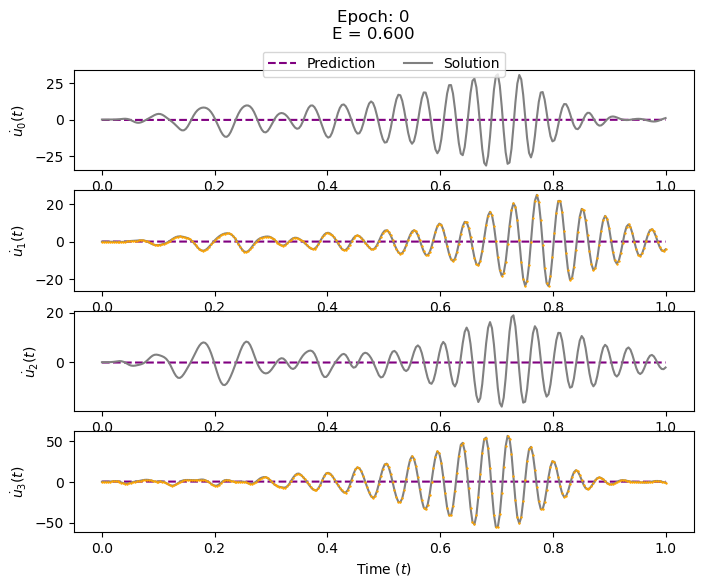 Epoch: 0
E = 0.600
Prediction Solution
25
0
−25
u̇₀(t)
0.0 0.2 0.4 0.6 0.8 1.0
20
0
−20
u̇₁(t)
0.0 0.2 0.4 0.6 0.8 1.0
20
0
u̇₂(t)
0.0 0.2 0.4 0.6 0.8 1.0
50
0
−50
u̇₃(t)
0.0 0.2 0.4 0.6 0.8 1.0
Time (t)